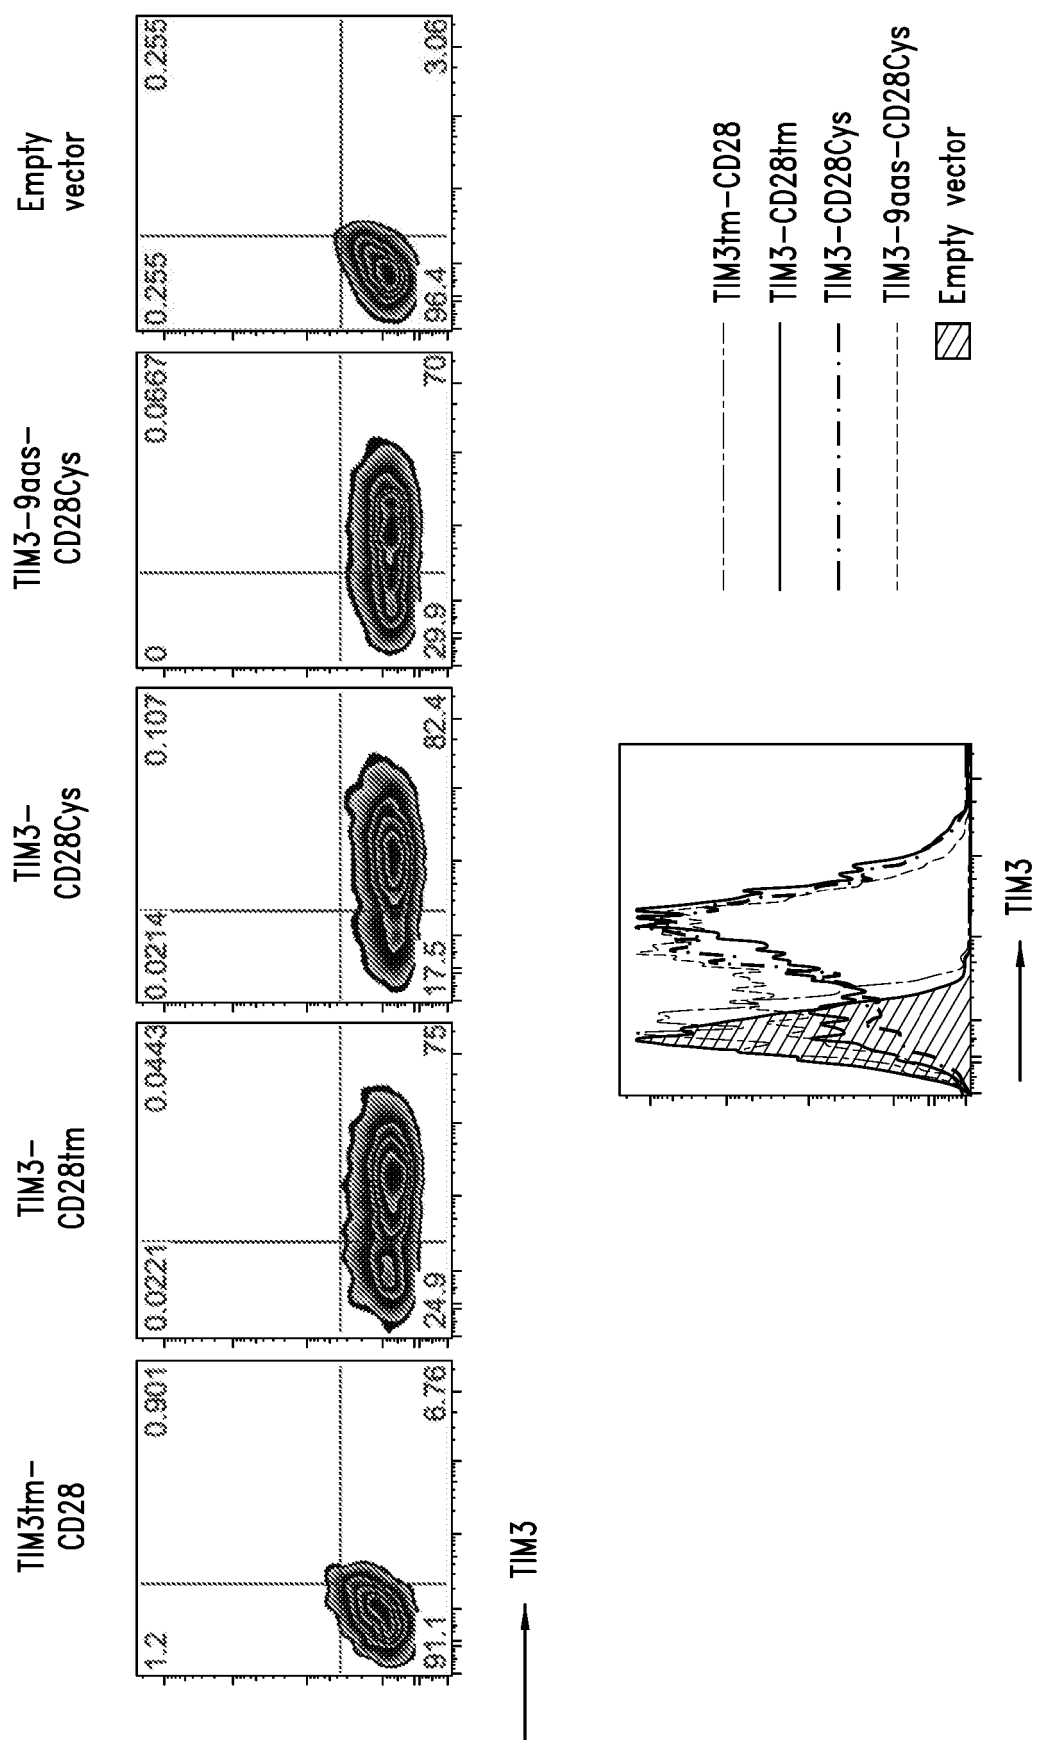 TIM3tm-
CD28
1.2
0.901
91.1
6.76
TIM3-
CD28tm
0.0221
0.0443
24.9
75
TIM3-
CD28Cys
0.0214
0.107
17.5
82.4
TIM3-9aas-
CD28Cys
0
0.0667
29.9
70
Empty
vector
0.255
0.255
96.4
3.06
TIM3
TIM3
TIM3tm-CD28
TIM3-CD28tm
TIM3-CD28Cys
TIM3-9aas-CD28Cys
Empty vector